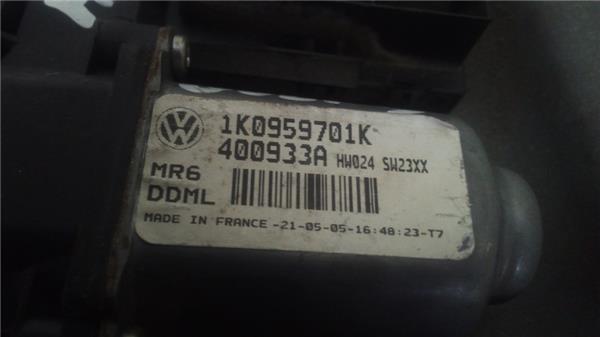 1K0959701K
400933A HW024 SW23XX
MR6
DDML
MADE IN FRANCE -21-05-05-16:48:23-T7